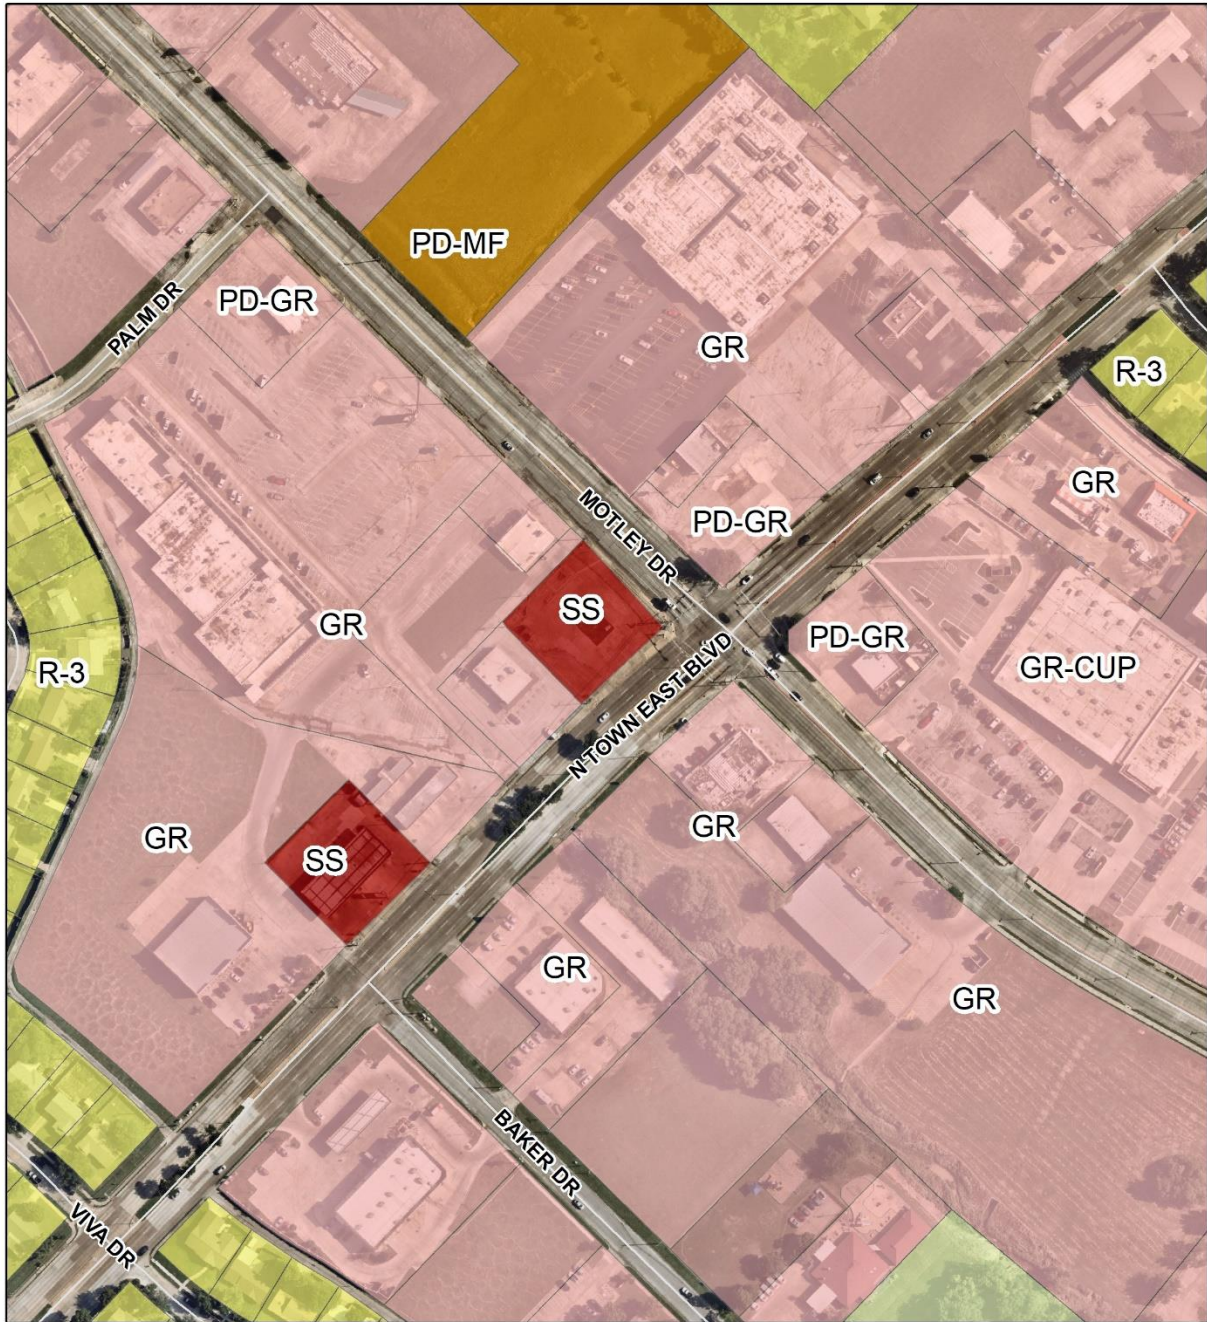 PD-MF
PALM DR
PD-GR
GR
R-3
GR
MOTLEY DR
PD-GR
SS
GR
PD-GR
R-3
GR-CUP
N TOWN EAST BLVD
GR
GR
SS
GR
GR
BAKER DR
VIVA DR